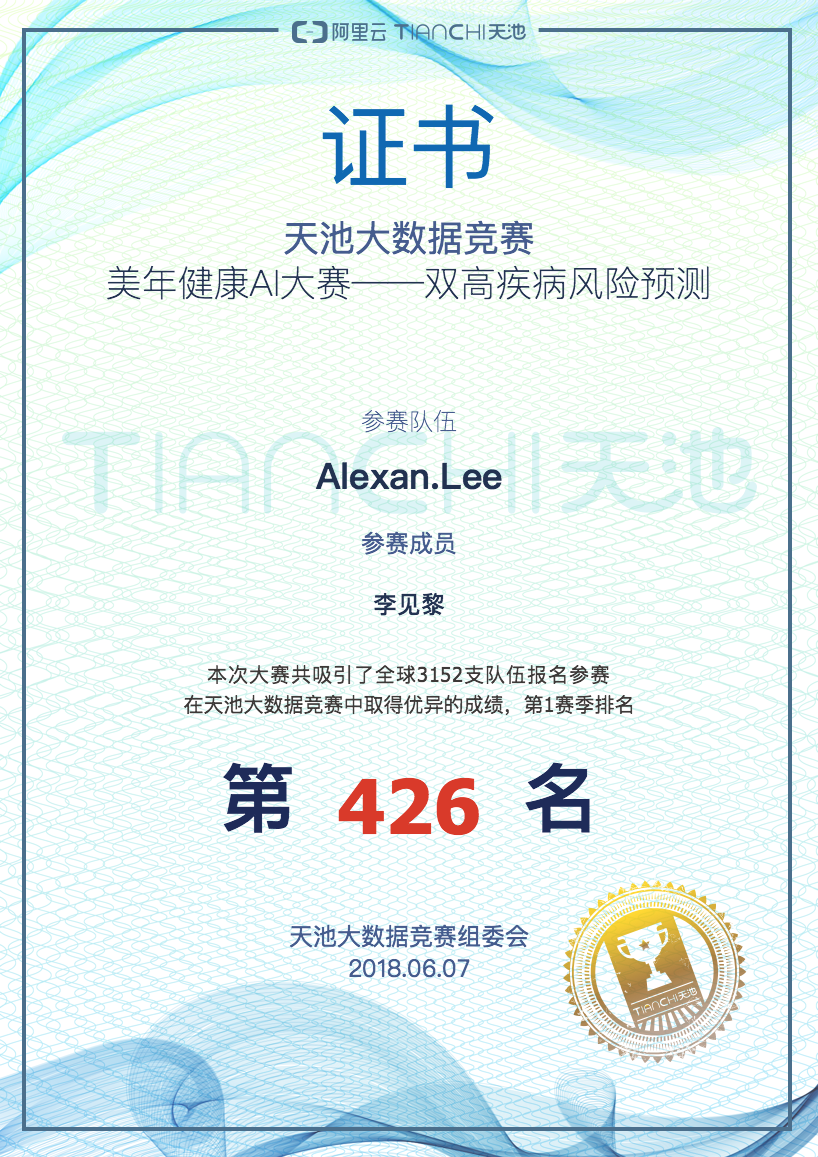 阿里云 TIANCHI天池
证书
天池大数据竞赛
美年健康AI大赛——双高疾病风险预测
参赛队伍
TIANCHI天池
Alexan.Lee
参赛成员
李见黎
本次大赛共吸引了全球3152支队伍报名参赛
在天池大数据竞赛中取得优异的成绩，第1赛季排名
第 426 名
天池大数据竞赛组委会
2018.06.07
TIANCHI天池